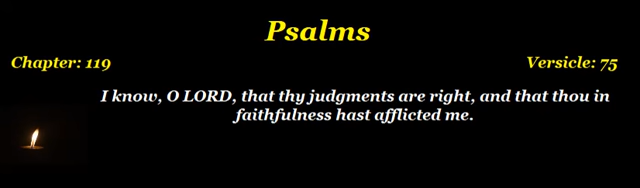 Psalms
Chapter: 119 Versicle: 75
I know, O LORD, that thy judgments are right, and that thou in
faithfulness hast afflicted me.